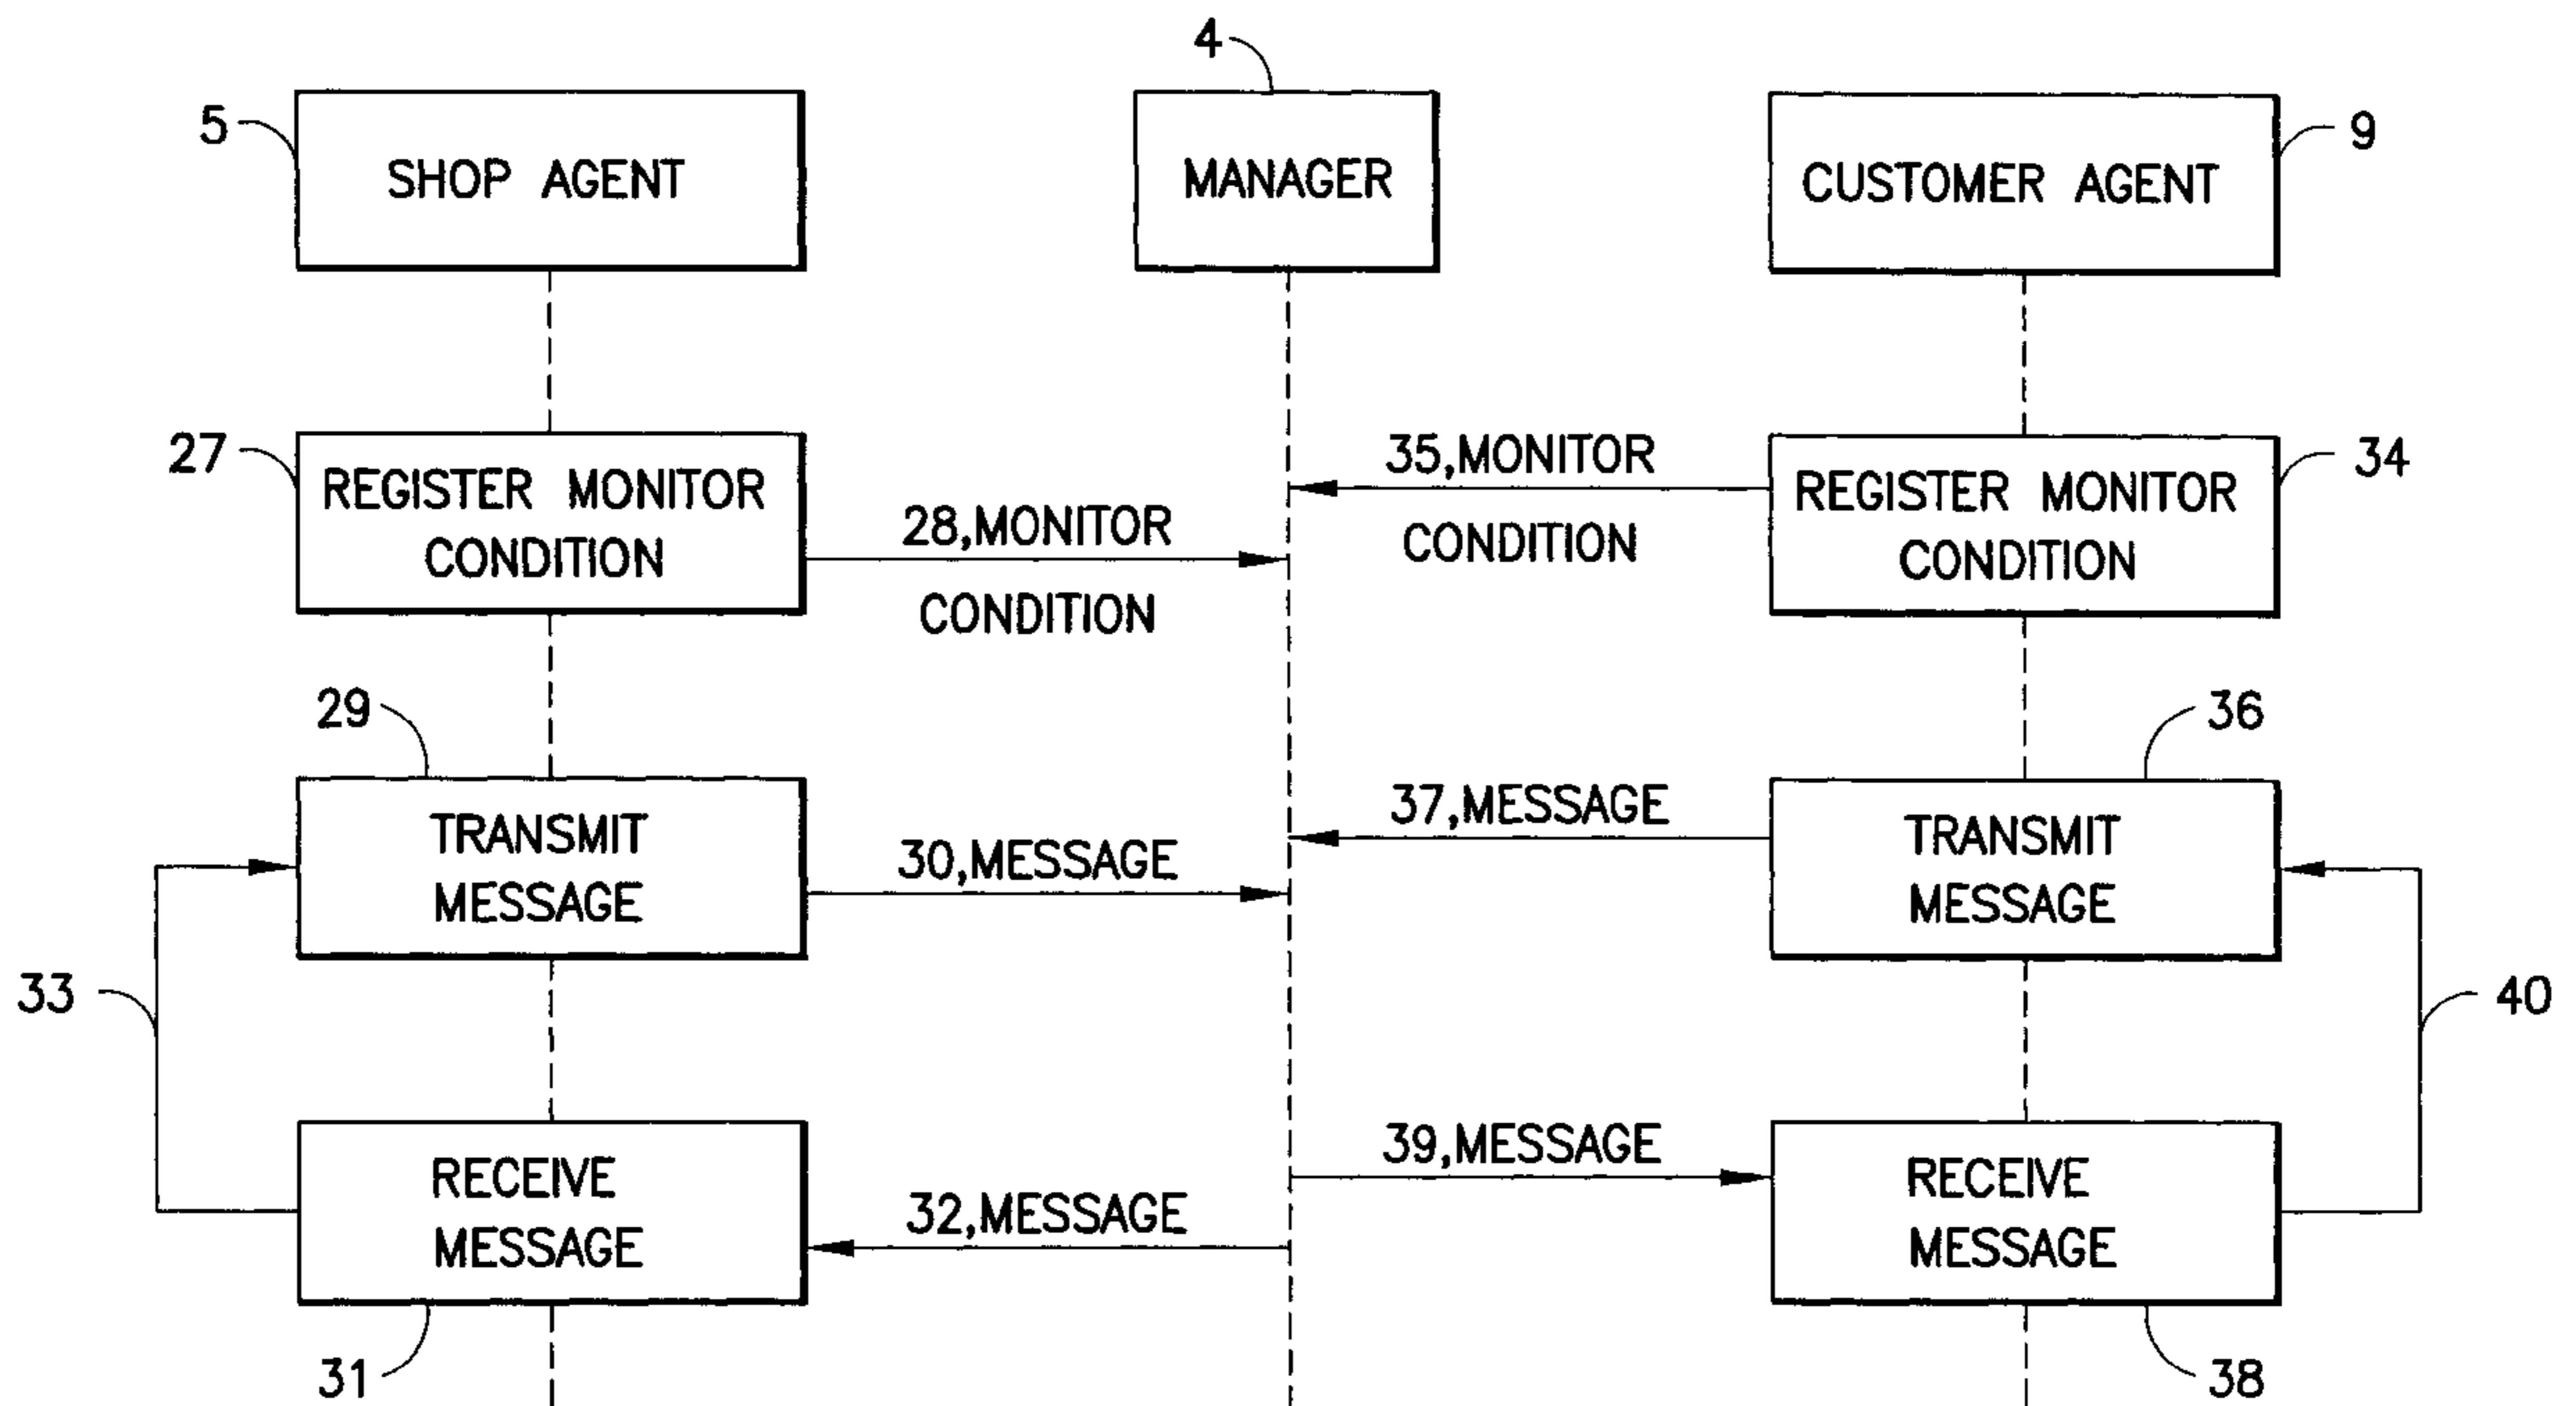 4
5
SHOP AGENT
MANAGER
CUSTOMER AGENT
9
27
REGISTER MONITOR
CONDITION
28,MONITOR
CONDITION
35,MONITOR
CONDITION
REGISTER MONITOR
CONDITION
34
29
TRANSMIT
MESSAGE
30,MESSAGE
37,MESSAGE
36
TRANSMIT
MESSAGE
33
40
RECEIVE
MESSAGE
31
32,MESSAGE
39,MESSAGE
RECEIVE
MESSAGE
38